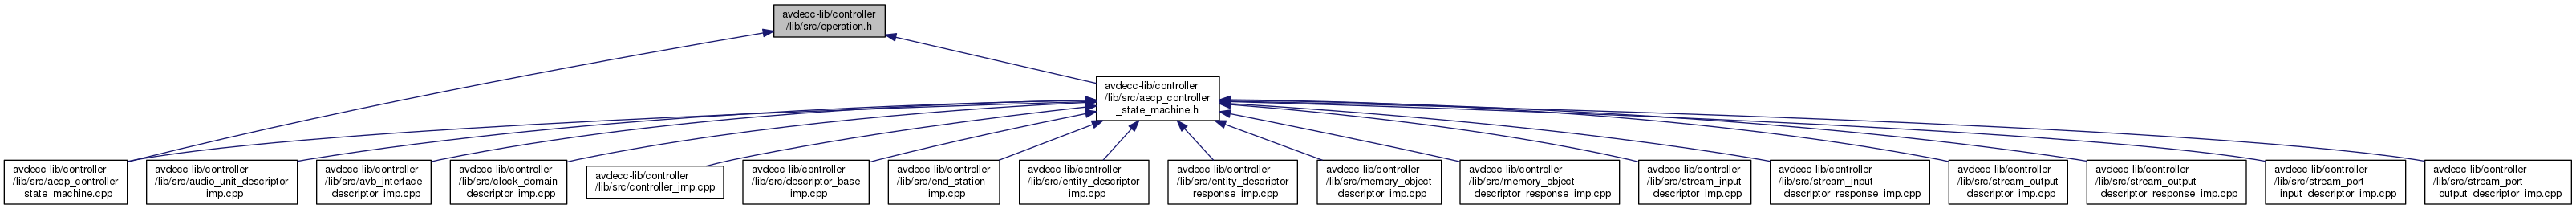 avdecc-lib/controller
/lib/src/operation.h
avdecc-lib/controller
/lib/src/aecp_controller
_state_machine.h
avdecc-lib/controller
/lib/src/aecp_controller
_state_machine.cpp
avdecc-lib/controller
/lib/src/audio_unit_descriptor
_imp.cpp
avdecc-lib/controller
/lib/src/avb_interface
_descriptor_imp.cpp
avdecc-lib/controller
/lib/src/clock_domain
_descriptor_imp.cpp
avdecc-lib/controller
/lib/src/controller_imp.cpp
avdecc-lib/controller
/lib/src/descriptor_base
_imp.cpp
avdecc-lib/controller
/lib/src/end_station
_imp.cpp
avdecc-lib/controller
/lib/src/entity_descriptor
_imp.cpp
avdecc-lib/controller
/lib/src/entity_descriptor
_response_imp.cpp
avdecc-lib/controller
/lib/src/memory_object
_descriptor_imp.cpp
avdecc-lib/controller
/lib/src/memory_object
_descriptor_response_imp.cpp
avdecc-lib/controller
/lib/src/stream_input
_descriptor_imp.cpp
avdecc-lib/controller
/lib/src/stream_input
_descriptor_response_imp.cpp
avdecc-lib/controller
/lib/src/stream_output
_descriptor_imp.cpp
avdecc-lib/controller
/lib/src/stream_output
_descriptor_response_imp.cpp
avdecc-lib/controller
/lib/src/stream_port
_input_descriptor_imp.cpp
avdecc-lib/controller
/lib/src/stream_port
_output_descriptor_imp.cpp